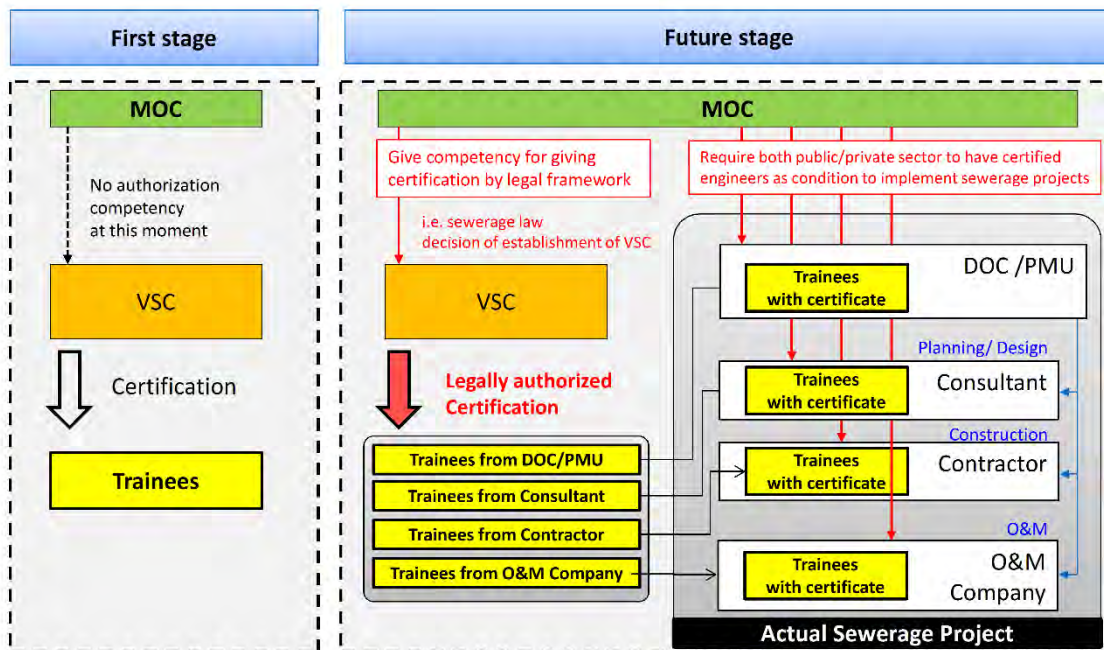 First stage
MOC
No authorization
competency
at this moment
VSC
Certification
Trainees
Future stage
MOC
Give competency for giving
certification by legal framework
i.e. sewerage law
decision of establishment of VSC
VSC
Legally authorized
Certification
Trainees from DOC/PMU
Trainees from Consultant
Trainees from Contractor
Trainees from O&M Company
Require both public/private sector to have certified
engineers as condition to implement sewerage projects
DOC /PMU
Trainees
with certificate
Planning/ Design
Consultant
Trainees
with certificate
Construction
Contractor
Trainees
with certificate
O&M
O&M
Company
Trainees
with certificate
Actual Sewerage Project